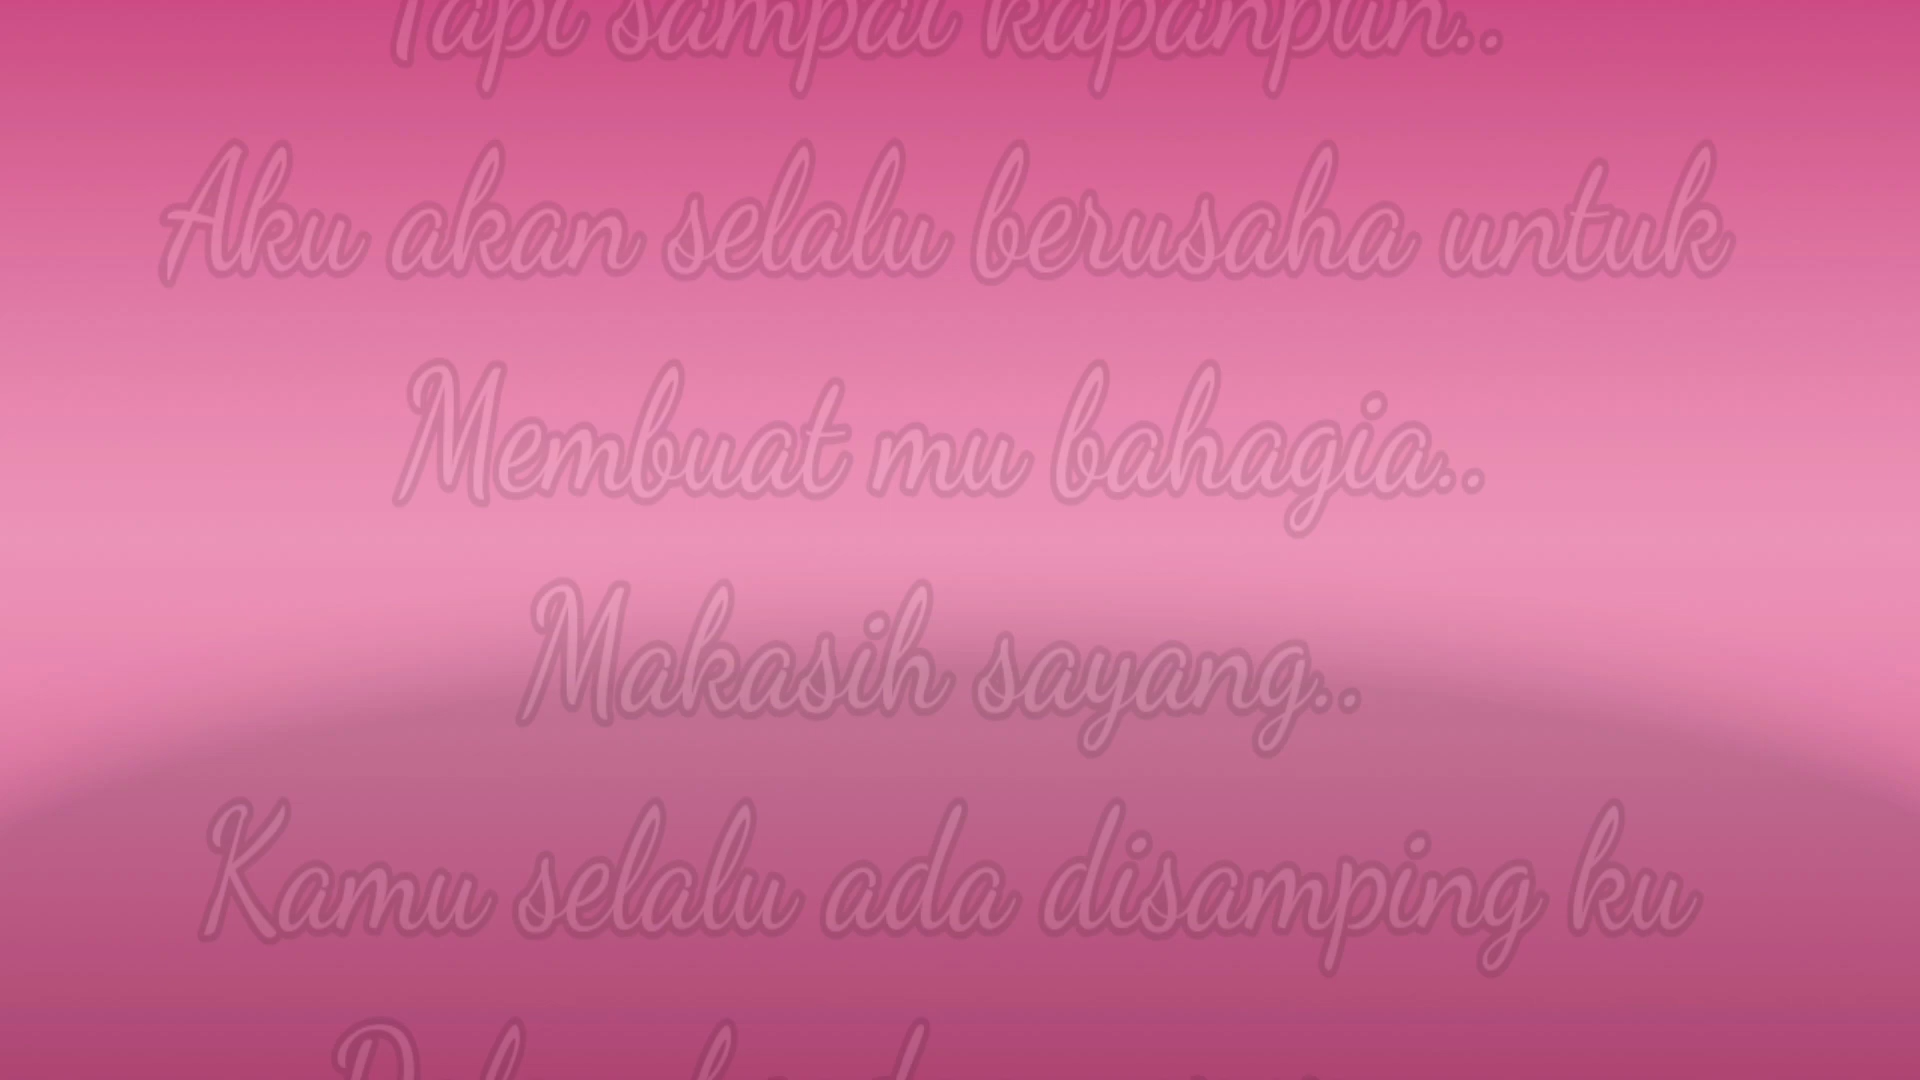 Tapi sampai kapanpun..
Aku akan selalu berusaha untuk
Membuat mu bahagia..
Makasih sayang..
Kamu selalu ada disamping ku